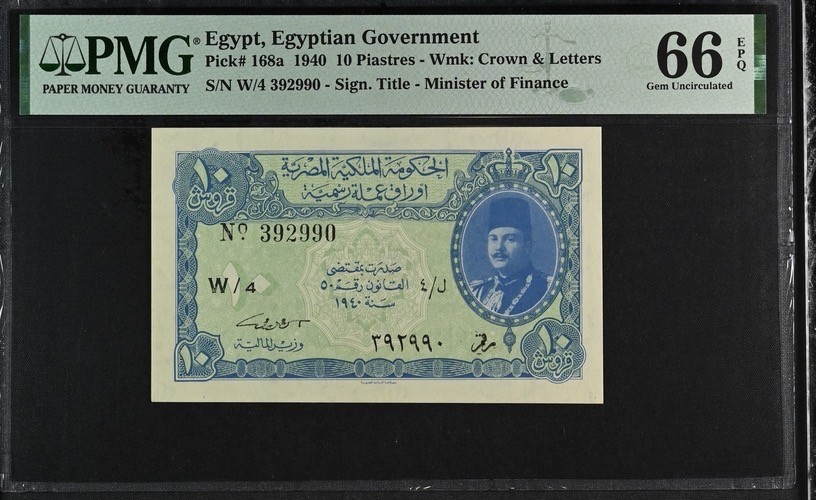 PMG®
PAPER MONEY GUARANTY
Egypt, Egyptian Government
Pick# 168a 1940 10 Piastres - Wmk: Crown & Letters
S/N W/4 392990 - Sign. Title - Minister of Finance
66 EPQ
Gem Uncirculated
الحكومة الملكية المصرية
اوراق عملة رسمية
١٠ قروش
١٠
Nº 392990
صدرت بمقتضى
W/4
١٠
القانون رقم ٥٠
ل/٤
سنة ١٩٤٠
وزير المالية
٣٩٢٩٩٠
رقم
١٠
١٠ قروش